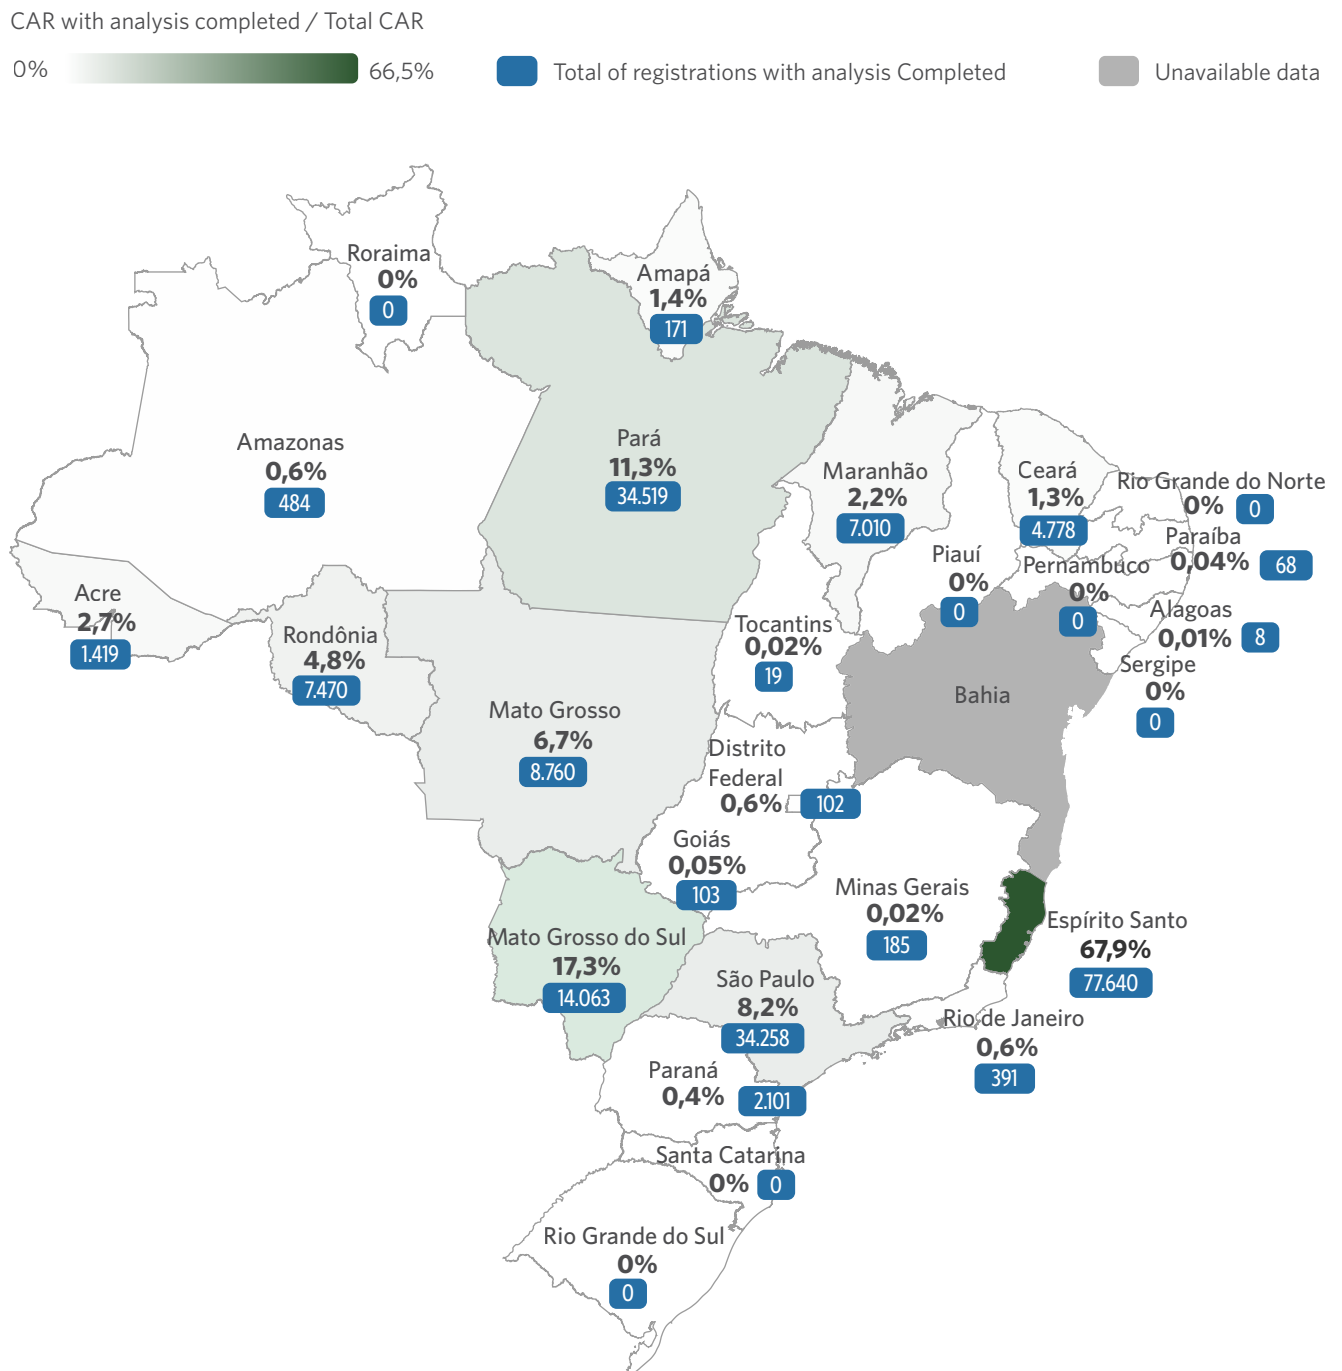 CAR with analysis completed / Total CAR
0%
66,5%
Total of registrations with analysis Completed
Unavailable data
Roraima
0%
0
Amapá
1,4%
171
Amazonas
0,6%
484
Pará
11,3%
34.519
Maranhão
2,2%
7.010
Ceará
1,3%
4.778
Rio Grande do Norte
0%
0
Paraíba
0,04%
68
Piauí
0%
0
Pernambuco
0%
0
Alagoas
0,01%
8
Sergipe
0%
0
Acre
2,7%
1.419
Rondônia
4,8%
7.470
Tocantins
0,02%
19
Bahia
Mato Grosso
6,7%
8.760
Distrito
Federal
0,6%
102
Goiás
0,05%
103
Minas Gerais
0,02%
185
Espírito Santo
67,9%
77.640
Mato Grosso do Sul
17,3%
14.063
São Paulo
8,2%
34.258
Rio de Janeiro
0,6%
391
Paraná
0,4%
2.101
Santa Catarina
0%
0
Rio Grande do Sul
0%
0